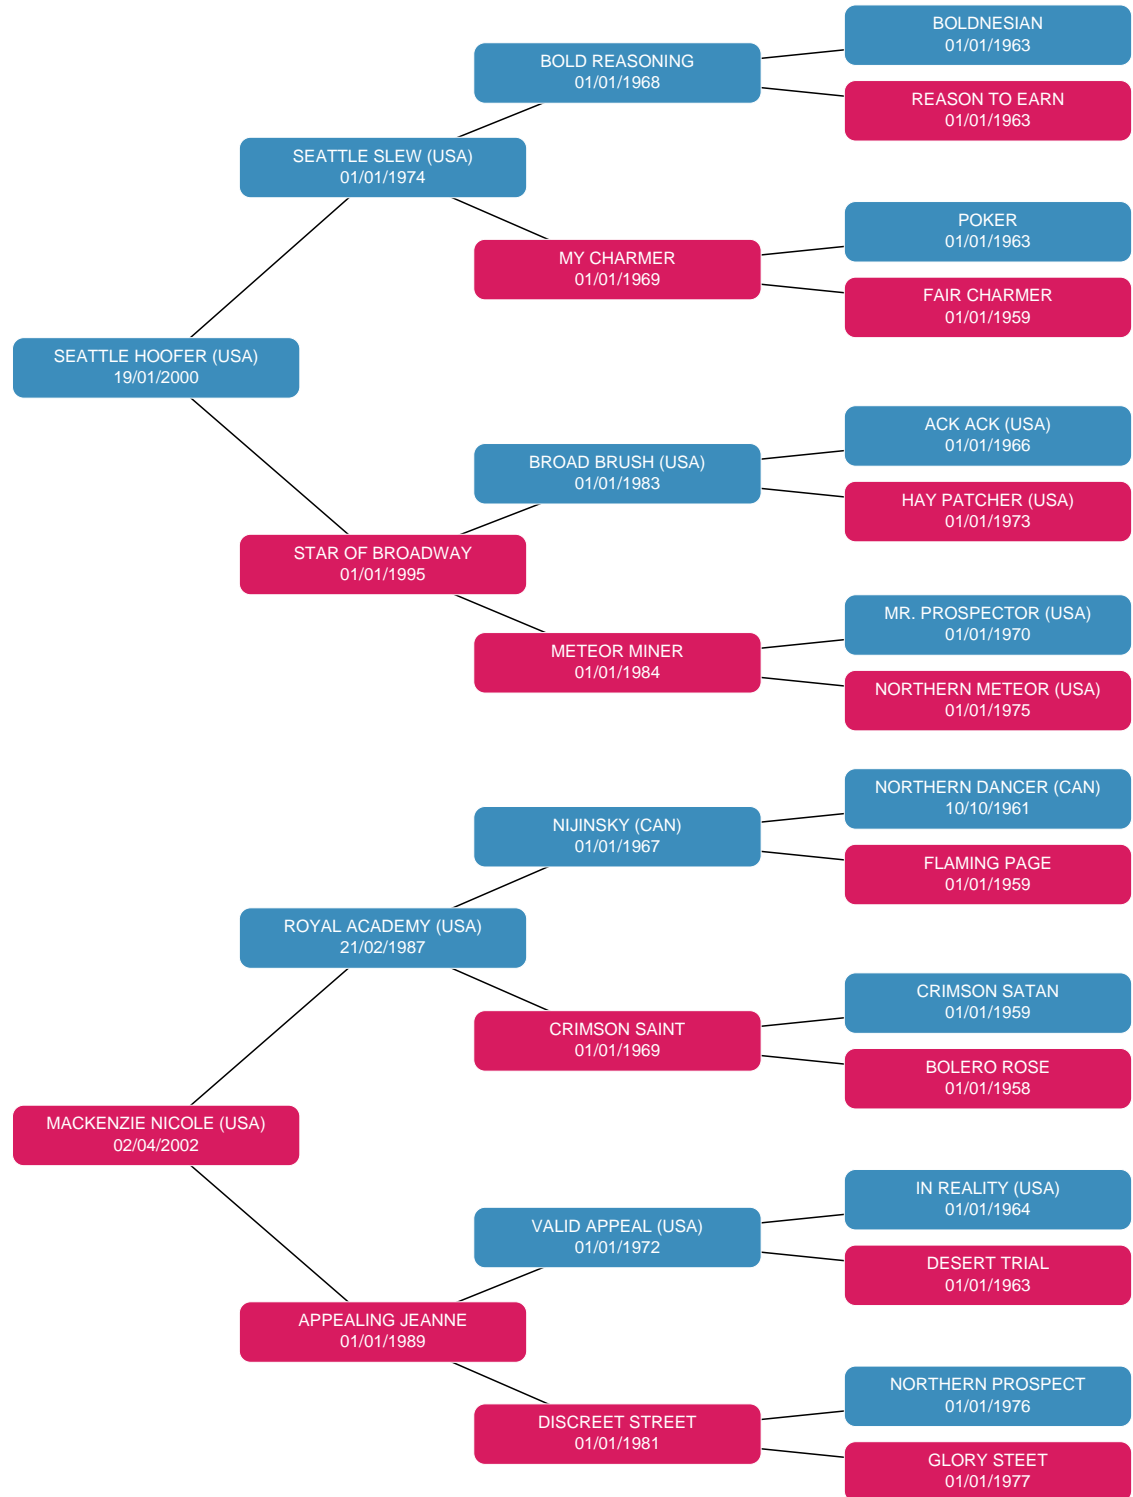 BOLDNESIAN
01/01/1963
BOLD REASONING
01/01/1968
REASON TO EARN
01/01/1963
SEATTLE SLEW (USA)
01/01/1974
POKER
01/01/1963
MY CHARMER
01/01/1969
FAIR CHARMER
01/01/1959
SEATTLE HOOFER (USA)
19/01/2000
ACK ACK (USA)
01/01/1966
BROAD BRUSH (USA)
01/01/1983
HAY PATCHER (USA)
01/01/1973
STAR OF BROADWAY
01/01/1995
MR. PROSPECTOR (USA)
01/01/1970
METEOR MINER
01/01/1984
NORTHERN METEOR (USA)
01/01/1975
NORTHERN DANCER (CAN)
10/10/1961
NIJINSKY (CAN)
01/01/1967
FLAMING PAGE
01/01/1959
ROYAL ACADEMY (USA)
21/02/1987
CRIMSON SATAN
01/01/1959
CRIMSON SAINT
01/01/1969
BOLERO ROSE
01/01/1958
MACKENZIE NICOLE (USA)
02/04/2002
IN REALITY (USA)
01/01/1964
VALID APPEAL (USA)
01/01/1972
DESERT TRIAL
01/01/1963
APPEALING JEANNE
01/01/1989
NORTHERN PROSPECT
01/01/1976
DISCREET STREET
01/01/1981
GLORY STEET
01/01/1977